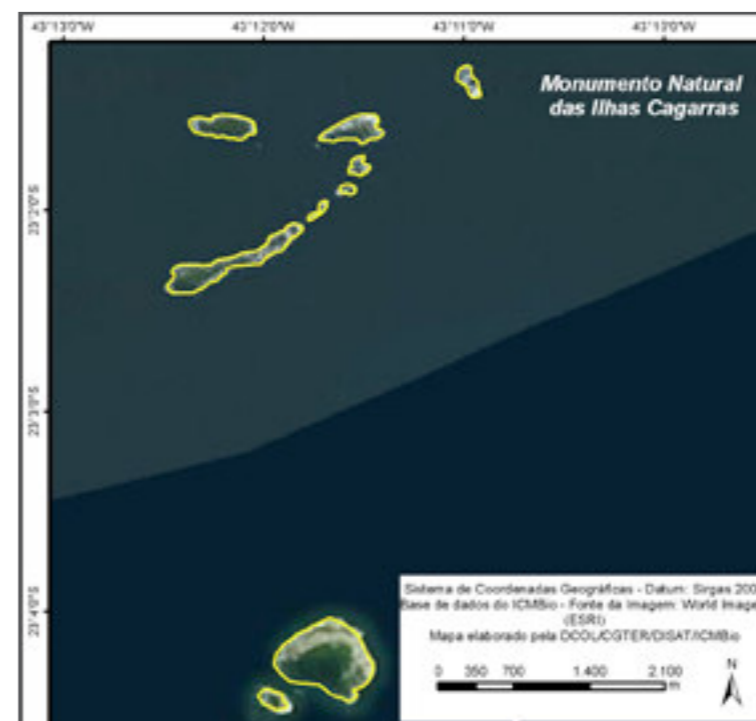 43°13'0"W 43°12'0"W 43°11'0"W 43°10'0"W
Monumento Natural
das Ilhas Cagarras
23°2'0"S
23°3'0"S
23°4'0"S
Sistema de Coordenadas Geográficas - Datum: Sirgas 200
Base de dados do ICMBio - Fonte da Imagem: World Image
(ESRI)
Mapa elaborado pela DCOL/CGTER/DISAT/ICMBio
0 350 700 1.400 2.100
m
N